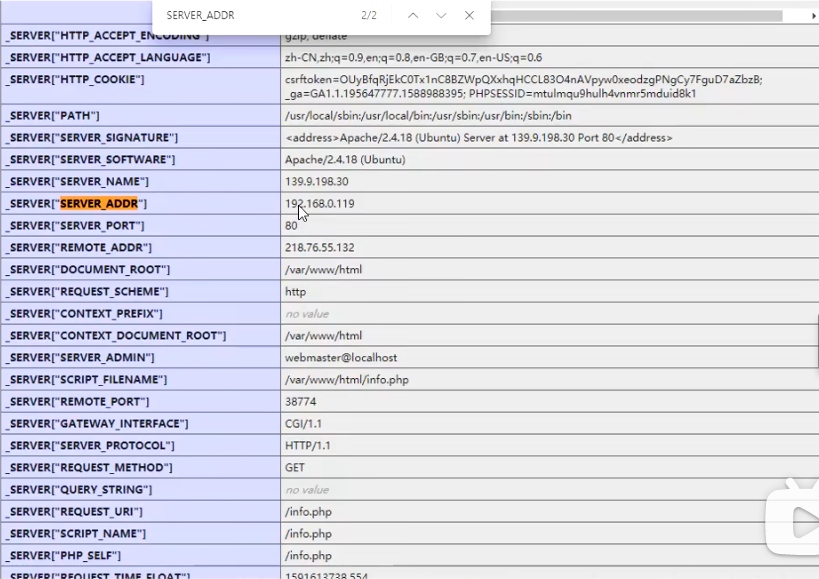 SERVER_ADDR 2/2
_SERVER["HTTP_ACCEPT_ENCODING"] gzip, deflate
_SERVER["HTTP_ACCEPT_LANGUAGE"] zh-CN,zh;q=0.9,en;q=0.8,en-GB;q=0.7,en-US;q=0.6
_SERVER["HTTP_COOKIE"] csrftoken=OUyBfqRjEkC0Tx1nC8BZWpQXxhqHCCL83O4nAVpyw0xeodzgPNgCy7FguD7aZbzB;
_ga=GA1.1.195647777.1588988395; PHPSESSID=mtulmqu9hulh4vnmr5mduid8k1
_SERVER["PATH"] /usr/local/sbin:/usr/local/bin:/usr/sbin:/usr/bin:/sbin:/bin
_SERVER["SERVER_SIGNATURE"] <address>Apache/2.4.18 (Ubuntu) Server at 139.9.198.30 Port 80</address>
_SERVER["SERVER_SOFTWARE"] Apache/2.4.18 (Ubuntu)
_SERVER["SERVER_NAME"] 139.9.198.30
_SERVER["SERVER_ADDR"] 192.168.0.119
_SERVER["SERVER_PORT"] 80
_SERVER["REMOTE_ADDR"] 218.76.55.132
_SERVER["DOCUMENT_ROOT"] /var/www/html
_SERVER["REQUEST_SCHEME"] http
_SERVER["CONTEXT_PREFIX"] no value
_SERVER["CONTEXT_DOCUMENT_ROOT"] /var/www/html
_SERVER["SERVER_ADMIN"] webmaster@localhost
_SERVER["SCRIPT_FILENAME"] /var/www/html/info.php
_SERVER["REMOTE_PORT"] 38774
_SERVER["GATEWAY_INTERFACE"] CGI/1.1
_SERVER["SERVER_PROTOCOL"] HTTP/1.1
_SERVER["REQUEST_METHOD"] GET
_SERVER["QUERY_STRING"] no value
_SERVER["REQUEST_URI"] /info.php
_SERVER["SCRIPT_NAME"] /info.php
_SERVER["PHP_SELF"] /info.php
_SERVER["REQUEST_TIME_FLOAT"] 1591613738.554